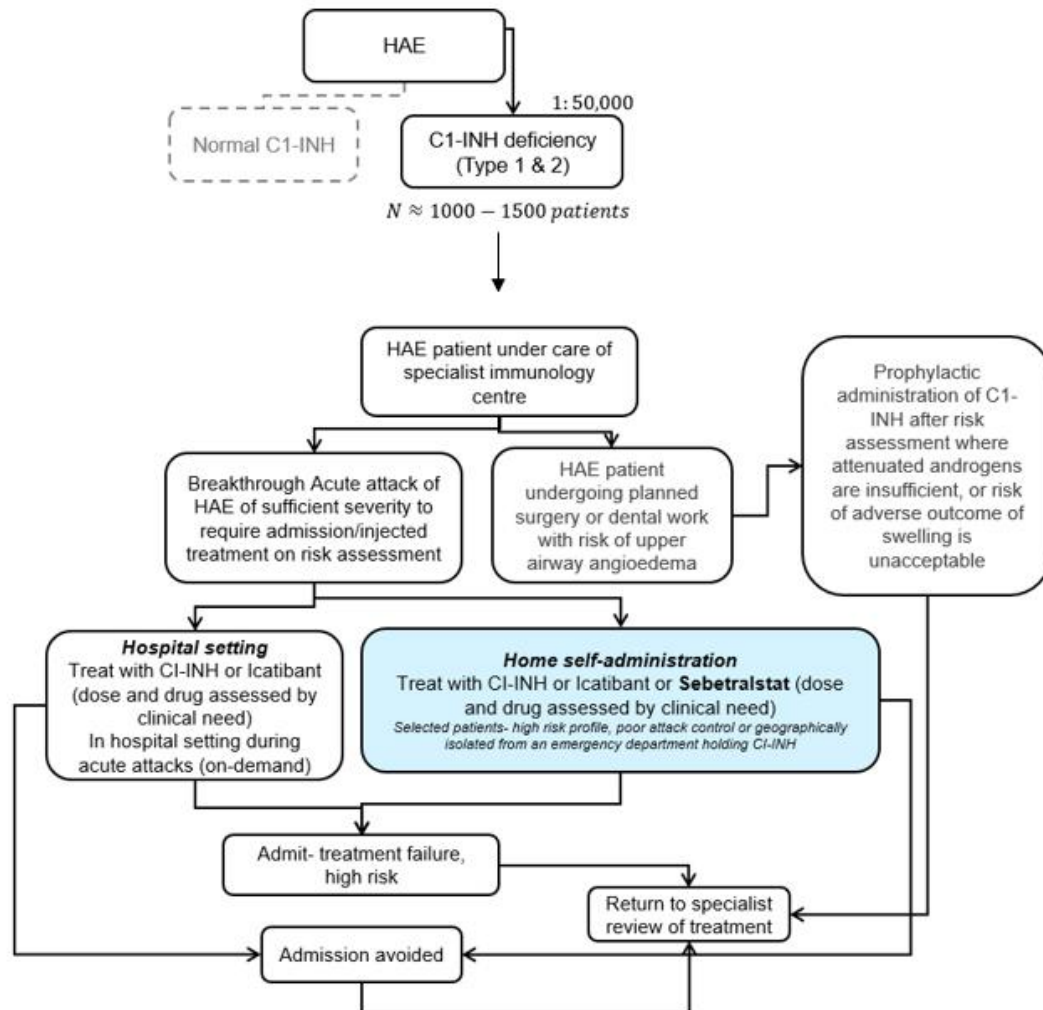 HAE
1: 50,000
Normal C1-INH
C1-INH deficiency
(Type 1 & 2)
N ≈ 1000 − 1500 patients
HAE patient under care of
specialist immunology
centre
Prophylactic
administration of C1-
INH after risk
assessment where
attenuated androgens
are insufficient, or risk
of adverse outcome of
swelling is
unacceptable
Breakthrough Acute attack of
HAE of sufficient severity to
require admission/injected
treatment on risk assessment
HAE patient
undergoing planned
surgery or dental work
with risk of upper
airway angioedema
Hospital setting
Treat with CI-INH or Icatibant
(dose and drug assessed by
clinical need)
In hospital setting during
acute attacks (on-demand)
Home self-administration
Treat with CI-INH or Icatibant or Sebetralstat (dose
and drug assessed by clinical need)
Selected patients- high risk profile, poor attack control or geographically
isolated from an emergency department holding CI-INH
Admit- treatment failure,
high risk
Return to specialist
review of treatment
Admission avoided